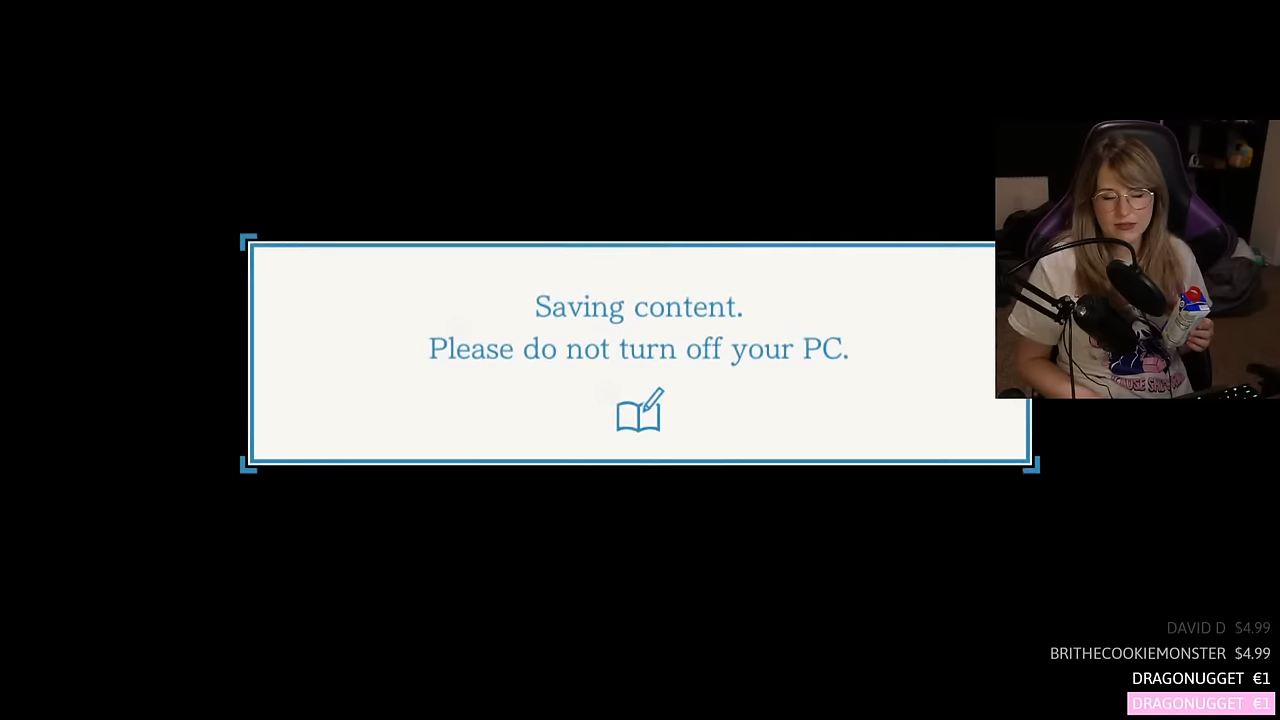 Saving content.
Please do not turn off your PC.
DAVID D $4.99
BRITHECOOKIEMONSTER $4.99
DRAGONUGGET €1
DRAGONUGGET €1